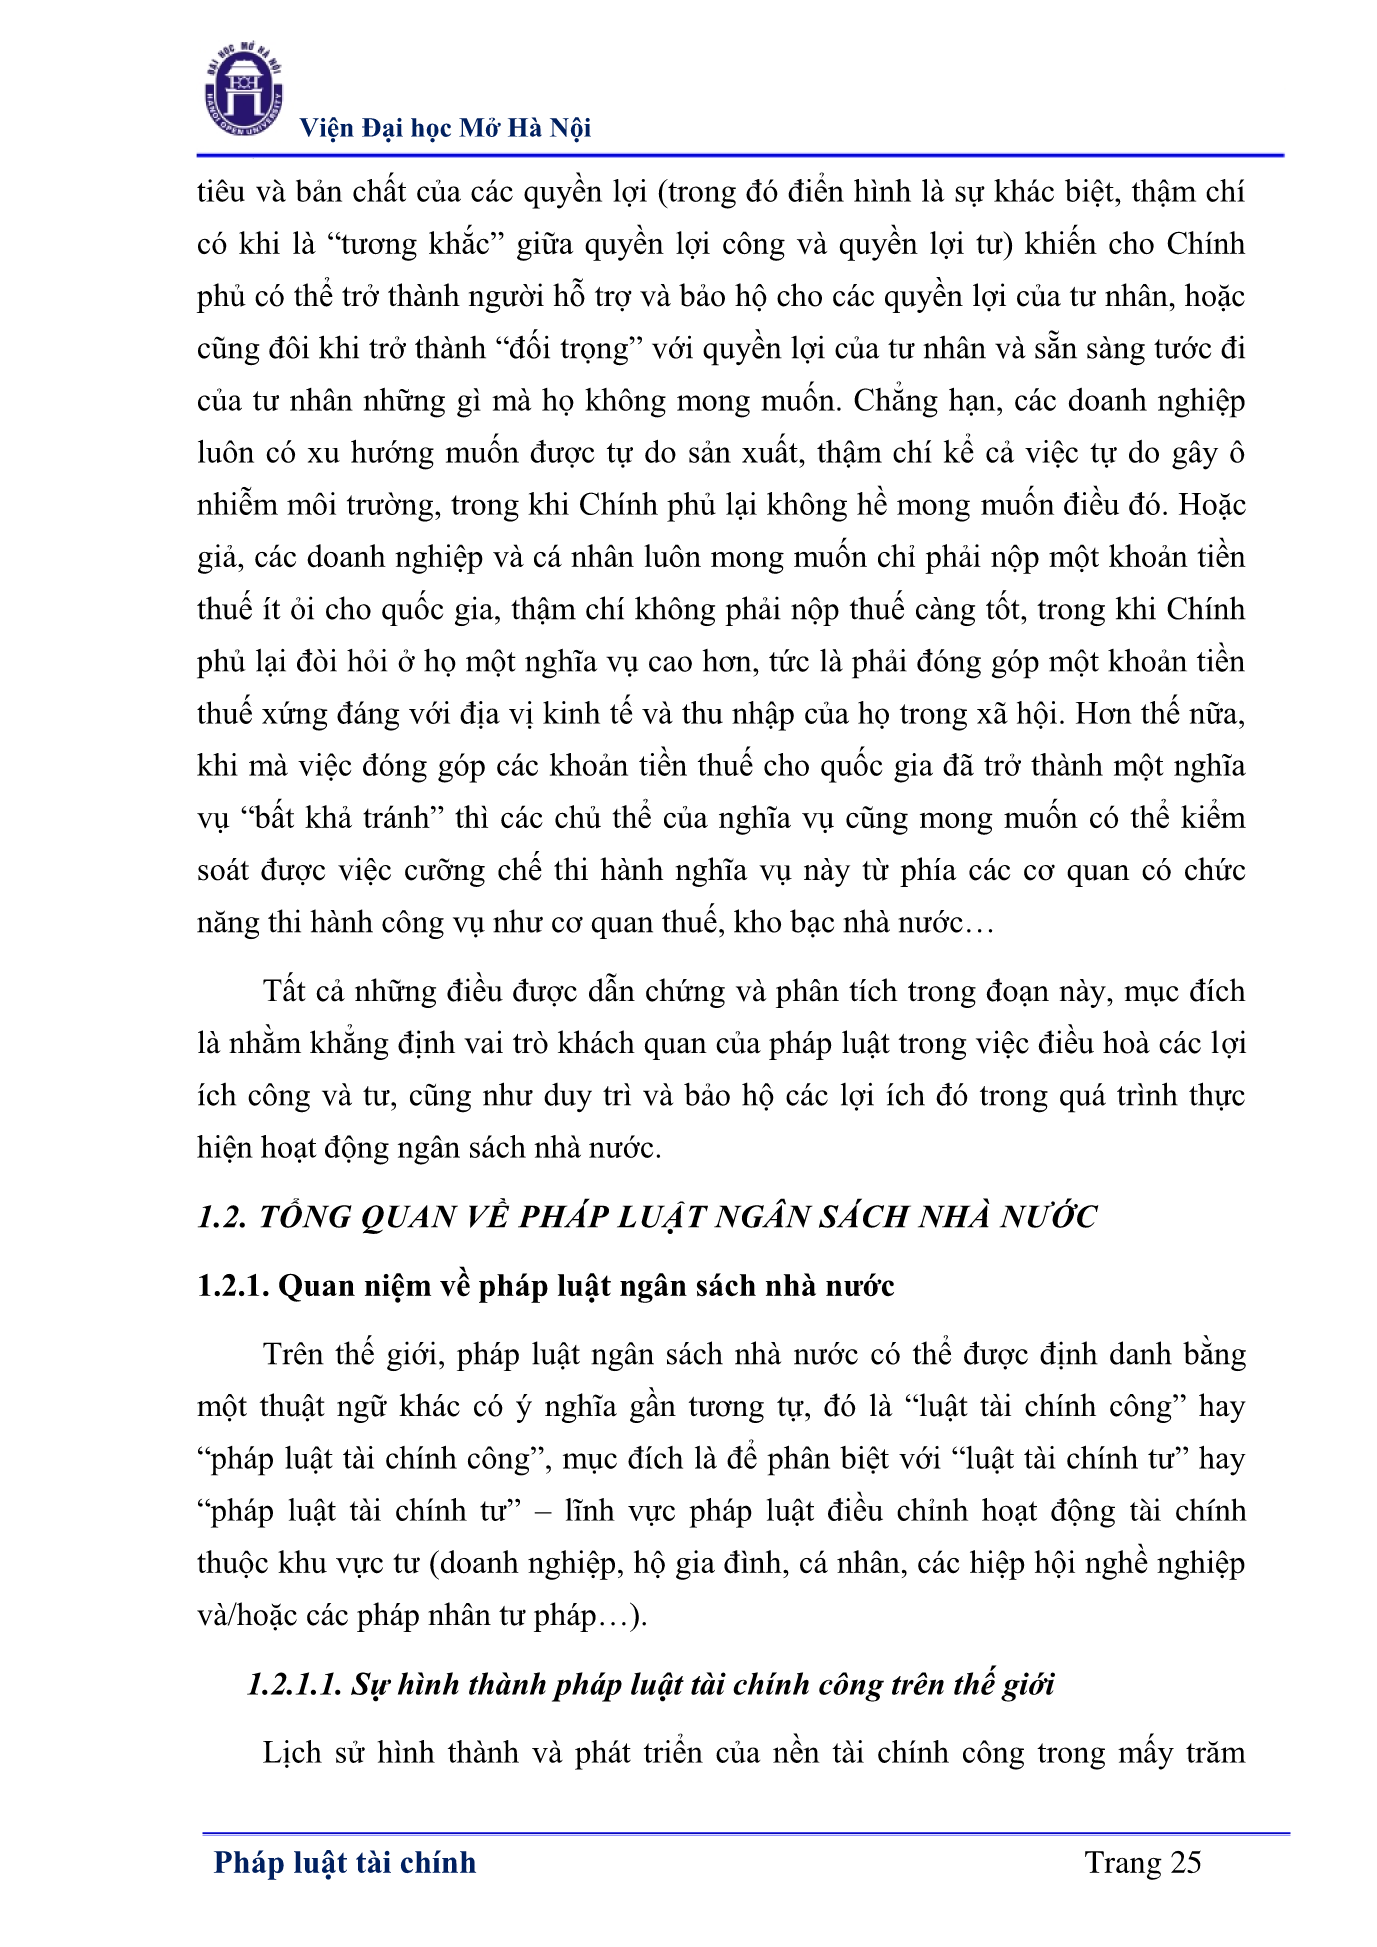 ĐẠI HỌC MỞ HÀ NỘI
HANOI OPEN UNIVERSITY
Viện Đại học Mở Hà Nội
tiêu và bản chất của các quyền lợi (trong đó điển hình là sự khác biệt, thậm chí
có khi là “tương khắc” giữa quyền lợi công và quyền lợi tư) khiến cho Chính
phủ có thể trở thành người hỗ trợ và bảo hộ cho các quyền lợi của tư nhân, hoặc
cũng đôi khi trở thành “đối trọng” với quyền lợi của tư nhân và sẵn sàng tước đi
của tư nhân những gì mà họ không mong muốn. Chẳng hạn, các doanh nghiệp
luôn có xu hướng muốn được tự do sản xuất, thậm chí kể cả việc tự do gây ô
nhiễm môi trường, trong khi Chính phủ lại không hề mong muốn điều đó. Hoặc
giả, các doanh nghiệp và cá nhân luôn mong muốn chỉ phải nộp một khoản tiền
thuế ít ỏi cho quốc gia, thậm chí không phải nộp thuế càng tốt, trong khi Chính
phủ lại đòi hỏi ở họ một nghĩa vụ cao hơn, tức là phải đóng góp một khoản tiền
thuế xứng đáng với địa vị kinh tế và thu nhập của họ trong xã hội. Hơn thế nữa,
khi mà việc đóng góp các khoản tiền thuế cho quốc gia đã trở thành một nghĩa
vụ “bất khả tránh” thì các chủ thể của nghĩa vụ cũng mong muốn có thể kiểm
soát được việc cưỡng chế thi hành nghĩa vụ này từ phía các cơ quan có chức
năng thi hành công vụ như cơ quan thuế, kho bạc nhà nước…
Tất cả những điều được dẫn chứng và phân tích trong đoạn này, mục đích
là nhằm khẳng định vai trò khách quan của pháp luật trong việc điều hoà các lợi
ích công và tư, cũng như duy trì và bảo hộ các lợi ích đó trong quá trình thực
hiện hoạt động ngân sách nhà nước.
1.2. TỔNG QUAN VỀ PHÁP LUẬT NGÂN SÁCH NHÀ NƯỚC
1.2.1. Quan niệm về pháp luật ngân sách nhà nước
Trên thế giới, pháp luật ngân sách nhà nước có thể được định danh bằng
một thuật ngữ khác có ý nghĩa gần tương tự, đó là “luật tài chính công” hay
“pháp luật tài chính công”, mục đích là để phân biệt với “luật tài chính tư” hay
“pháp luật tài chính tư” – lĩnh vực pháp luật điều chỉnh hoạt động tài chính
thuộc khu vực tư (doanh nghiệp, hộ gia đình, cá nhân, các hiệp hội nghề nghiệp
và/hoặc các pháp nhân tư pháp…).
1.2.1.1. Sự hình thành pháp luật tài chính công trên thế giới
Lịch sử hình thành và phát triển của nền tài chính công trong mấy trăm
Pháp luật tài chính
Trang 25